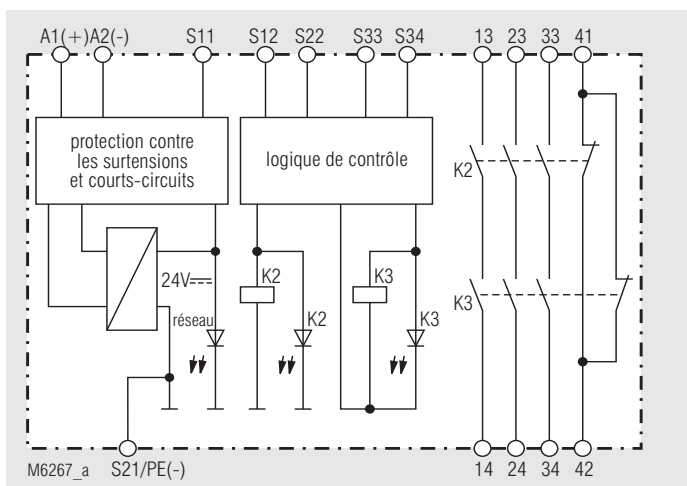 A1(+) A2(-) S11 S12 S22 S33 S34 13 23 33 41
protection contre
les surtensions
et courts-circuits
logique de contrôle
K2
24V
K2
K3
K3
réseau
K2
K3
M6267_a S21/PE(-) 14 24 34 42